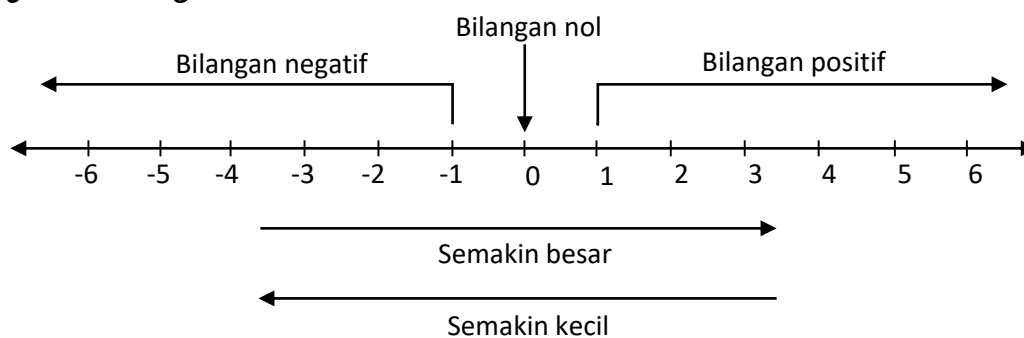 Bilangan nol
Bilangan negatif
Bilangan positif
-6 -5 -4 -3 -2 -1 0 1 2 3 4 5 6
Semakin besar
Semakin kecil